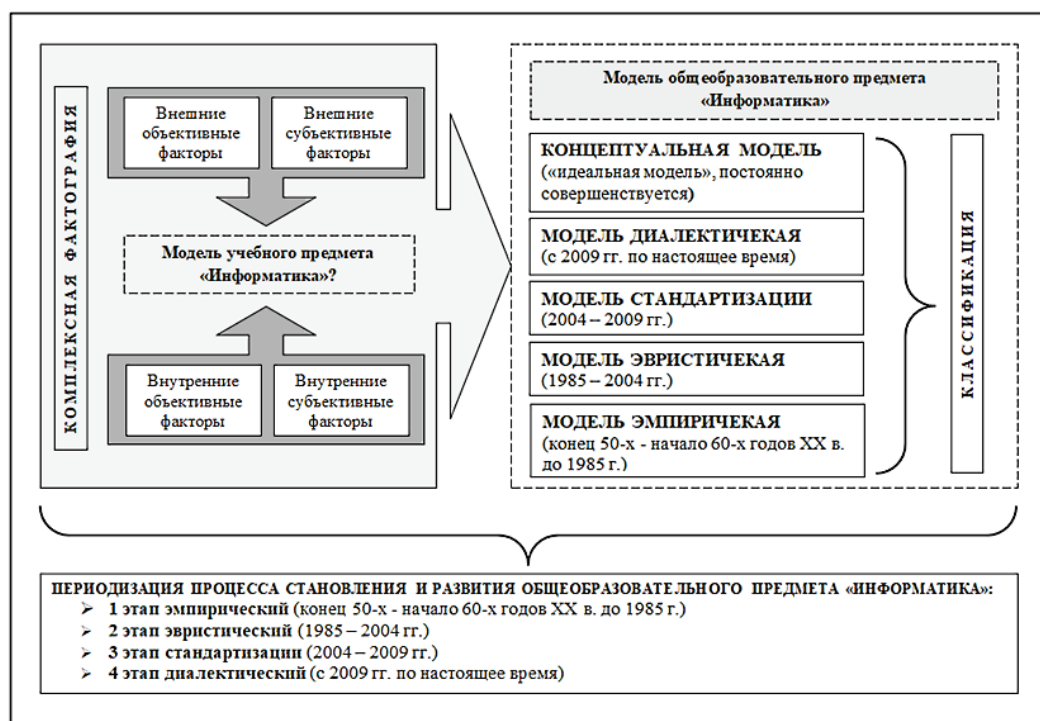 КОМПЛЕКСНАЯ ФАКТОГРАФИЯ
Внешние
объективные
факторы
Внешние
субъективные
факторы
Модель учебного предмета
«Информатика»?
Внутренние
объективные
факторы
Внутренние
субъективные
факторы
Модель общеобразовательного предмета
«Информатика»
КОНЦЕПТУАЛЬНАЯ МОДЕЛЬ
(«идеальная модель», постоянно
совершенствуется)
МОДЕЛЬ ДИАЛЕКТИЧЕКАЯ
(с 2009 гг. по настоящее время)
МОДЕЛЬ СТАНДАРТИЗАЦИИ
(2004 – 2009 гг.)
МОДЕЛЬ ЭВРИСТИЧЕКАЯ
(1985 – 2004 гг.)
МОДЕЛЬ ЭМПИРИЧЕКАЯ
(конец 50-х - начало 60-х годов XX в.
до 1985 г.)
КЛАССИФИКАЦИЯ
ПЕРИОДИЗАЦИЯ ПРОЦЕССА СТАНОВЛЕНИЯ И РАЗВИТИЯ ОБЩЕОБРАЗОВАТЕЛЬНОГО ПРЕДМЕТА «ИНФОРМАТИКА»:
➢ 1 этап эмпирический (конец 50-х - начало 60-х годов XX в. до 1985 г.)
➢ 2 этап эвристический (1985 – 2004 гг.)
➢ 3 этап стандартизации (2004 – 2009 гг.)
➢ 4 этап диалектический (с 2009 гг. по настоящее время)